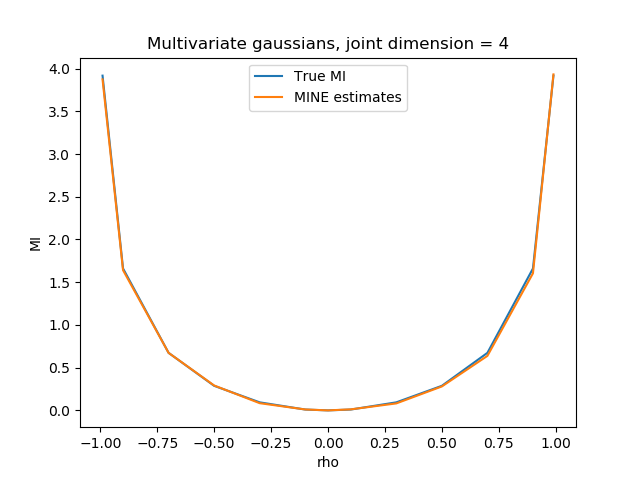 Multivariate gaussians, joint dimension = 4
True MI
MINE estimates
4.0
3.5
3.0
2.5
2.0
1.5
1.0
0.5
0.0
MI
−1.00 −0.75 −0.50 −0.25 0.00 0.25 0.50 0.75 1.00
rho